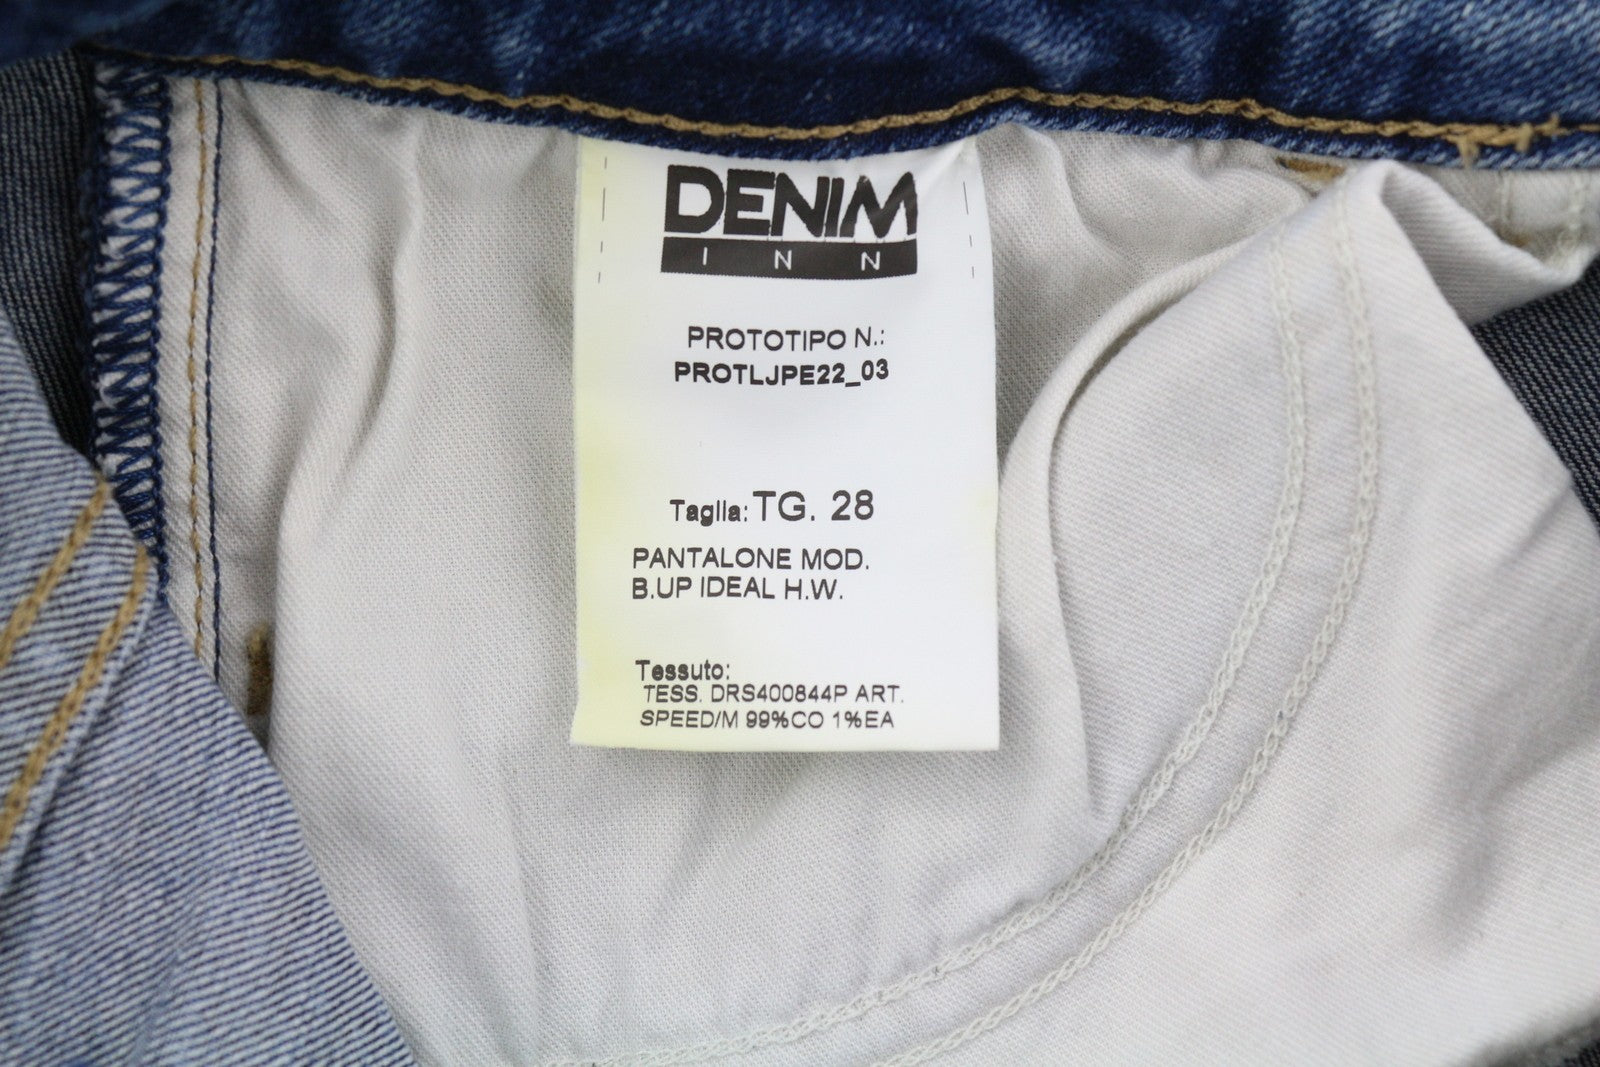 DENIM
INN
PROTOTIPO N.:
PROTLJPE22_03
Taglia: TG. 28
PANTALONE MOD.
B.UP IDEAL H.W.
Tessuto:
TESS. DRS400844P ART.
SPEED/M 99%CO 1%EA